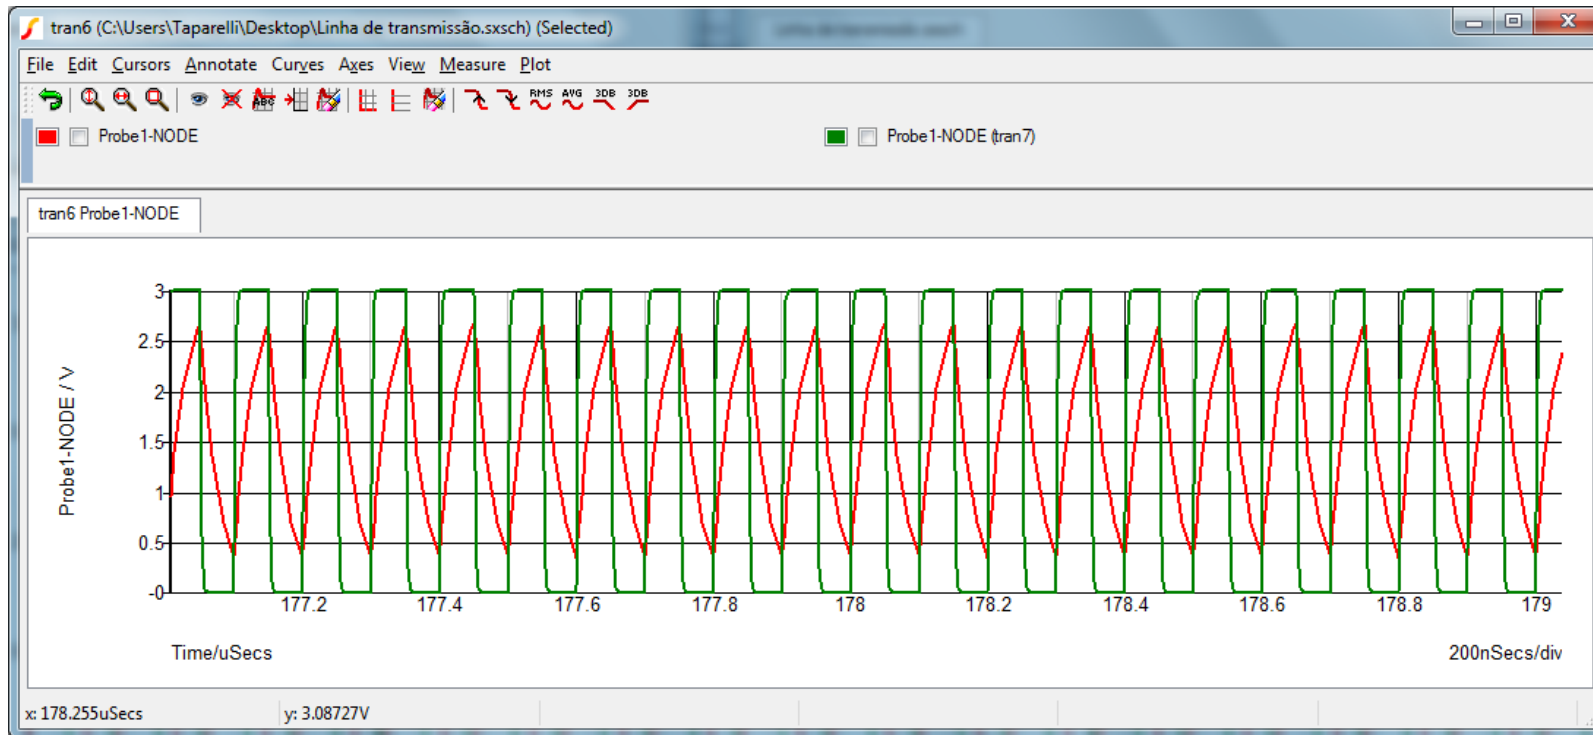 tran6 (C:\Users\Taparelli\Desktop\Linha de transmissão.sxsch) (Selected)
File Edit Cursors Annotate Curves Axes View Measure Plot
ABC RMS AVG 3DB 3DB
Probe1-NODE Probe1-NODE (tran7)
tran6 Probe1-NODE
Probe1-NODE / V
3
2.5
2
1.5
1
0.5
-0
177.2 177.4 177.6 177.8 178 178.2 178.4 178.6 178.8 179
Time/uSecs 200nSecs/div
x: 178.255uSecs y: 3.08727V